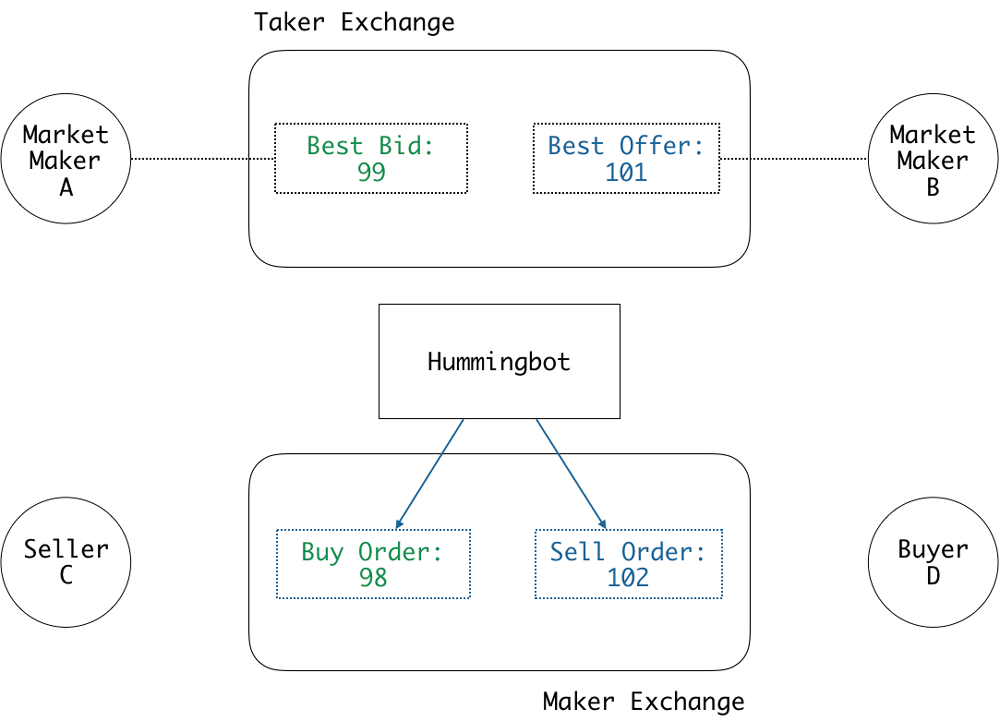 Taker Exchange
Market
Maker
A
Best Bid:
99
Best Offer:
101
Market
Maker
B
Hummingbot
Seller
C
Buy Order:
98
Sell Order:
102
Buyer
D
Maker Exchange